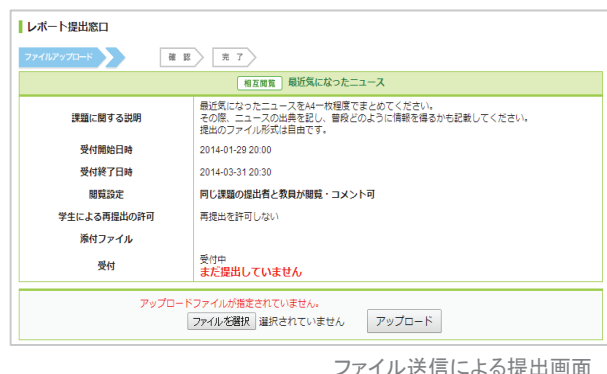 レポート提出窓口
ファイルアップロード 確 認 完 了
相互閲覧 最近気になったニュース
課題に関する説明 最近気になったニュースをA4一枚程度でまとめてください。
その際、ニュースの出典を記し、普段どのように情報を得るかも記載してください。
提出のファイル形式は自由です。
受付開始日時 2014-01-29 20:00
受付終了日時 2014-03-31 20:30
閲覧設定 同じ課題の提出者と教員が閲覧・コメント可
学生による再提出の許可 再提出を許可しない
添付ファイル
受付 受付中
まだ提出していません
アップロードファイルが指定されていません。
ファイルを選択 選択されていません アップロード
ファイル送信による提出画面